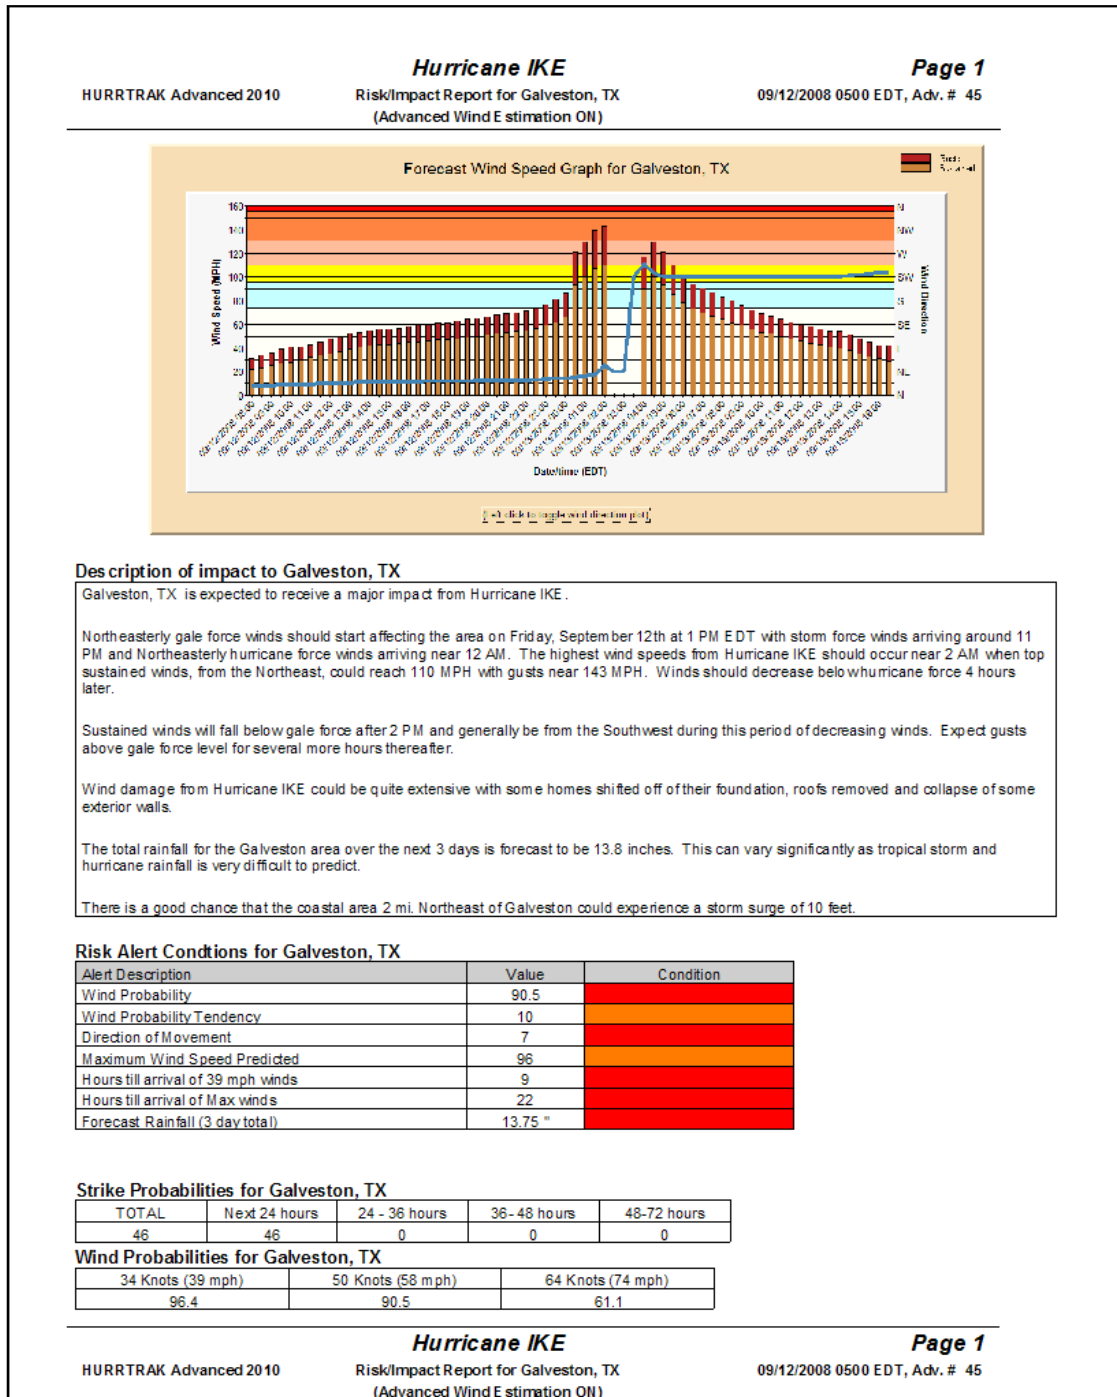 Hurricane IKE
Page 1
HURRTRAK Advanced 2010
Risk/Impact Report for Galveston, TX
09/12/2008 0500 EDT, Adv. # 45
(Advanced Wind Estimation ON)
Forecast Wind Speed Graph for Galveston, TX
Wind Speed (MPH)
160
140
120
100
80
60
40
20
0
N
NW
W
SW
S
SE
NE
N
Wind Direction
Date/time (EDT)
(Left click to toggle wind direction plot)
Description of impact to Galveston, TX
Galveston, TX is expected to receive a major impact from Hurricane IKE.
Northeasterly gale force winds should start affecting the area on Friday, September 12th at 1 PM EDT with storm force winds arriving around 11
PM and Northeasterly hurricane force winds arriving near 12 AM. The highest wind speeds from Hurricane IKE should occur near 2 AM when top
sustained winds, from the Northeast, could reach 110 MPH with gusts near 143 MPH. Winds should decrease below hurricane force 4 hours
later.
Sustained winds will fall below gale force after 2 PM and generally be from the Southwest during this period of decreasing winds. Expect gusts
above gale force level for several more hours thereafter.
Wind damage from Hurricane IKE could be quite extensive with some homes shifted off of their foundation, roofs removed and collapse of some
exterior walls.
The total rainfall for the Galveston area over the next 3 days is forecast to be 13.8 inches. This can vary significantly as tropical storm and
hurricane rainfall is very difficult to predict.
There is a good chance that the coastal area 2 mi. Northeast of Galveston could experience a storm surge of 10 feet.
Risk Alert Condtions for Galveston, TX
Alert Description Value Condition
Wind Probability 90.5
Wind Probability Tendency 10
Direction of Movement 7
Maximum Wind Speed Predicted 96
Hours till arrival of 39 mph winds 9
Hours till arrival of Max winds 22
Forecast Rainfall (3 day total) 13.75 "
Strike Probabilities for Galveston, TX
TOTAL Next 24 hours 24 - 36 hours 36- 48 hours 48-72 hours
46 46 0 0 0
Wind Probabilities for Galveston, TX
34 Knots (39 mph) 50 Knots (58 mph) 64 Knots (74 mph)
96.4 90.5 61.1
Hurricane IKE
Page 1
HURRTRAK Advanced 2010
Risk/Impact Report for Galveston, TX
09/12/2008 0500 EDT, Adv. # 45
(Advanced Wind Estimation ON)